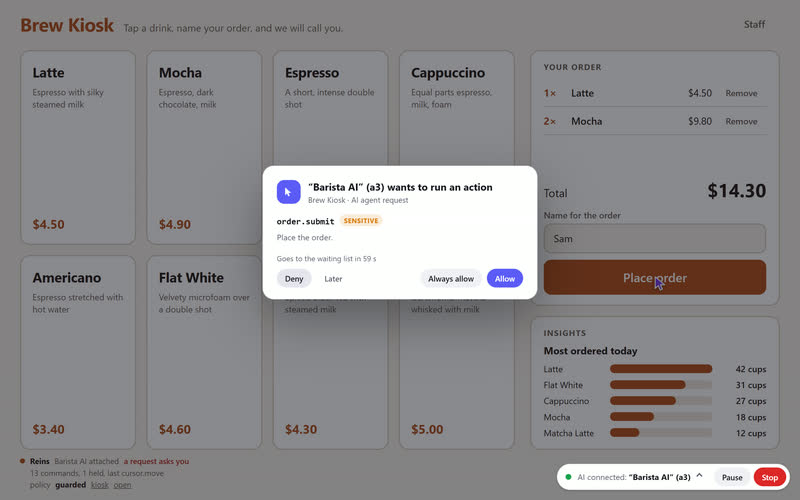 Brew Kiosk Tap a drink, name your order, and we will call you. Staff
Latte
Espresso with silky
steamed milk
$4.50
Mocha
Espresso, dark
chocolate, milk
$4.90
Espresso
A short, intense double
shot
Cappuccino
Equal parts espresso,
milk, foam
Americano
Espresso stretched with
hot water
$3.40
Flat White
Velvety microfoam over
a double shot
$4.60
steamed milk
$4.30
whisked with milk
$5.00
YOUR ORDER
1× Latte $4.50 Remove
2× Mocha $9.80 Remove
Total $14.30
Name for the order
Sam
Place order
INSIGHTS
Most ordered today
Latte 42 cups
Flat White 31 cups
Cappuccino 27 cups
Mocha 18 cups
Matcha Latte 12 cups
"Barista AI" (a3) wants to run an action
Brew Kiosk · AI agent request
order.submit SENSITIVE
Place the order.
Goes to the waiting list in 59 s
Deny Later Always allow Allow
Reins Barista AI attached a request asks you
13 commands, 1 held, last cursor.move
policy guarded kiosk open
AI connected: "Barista AI" (a3) Pause Stop